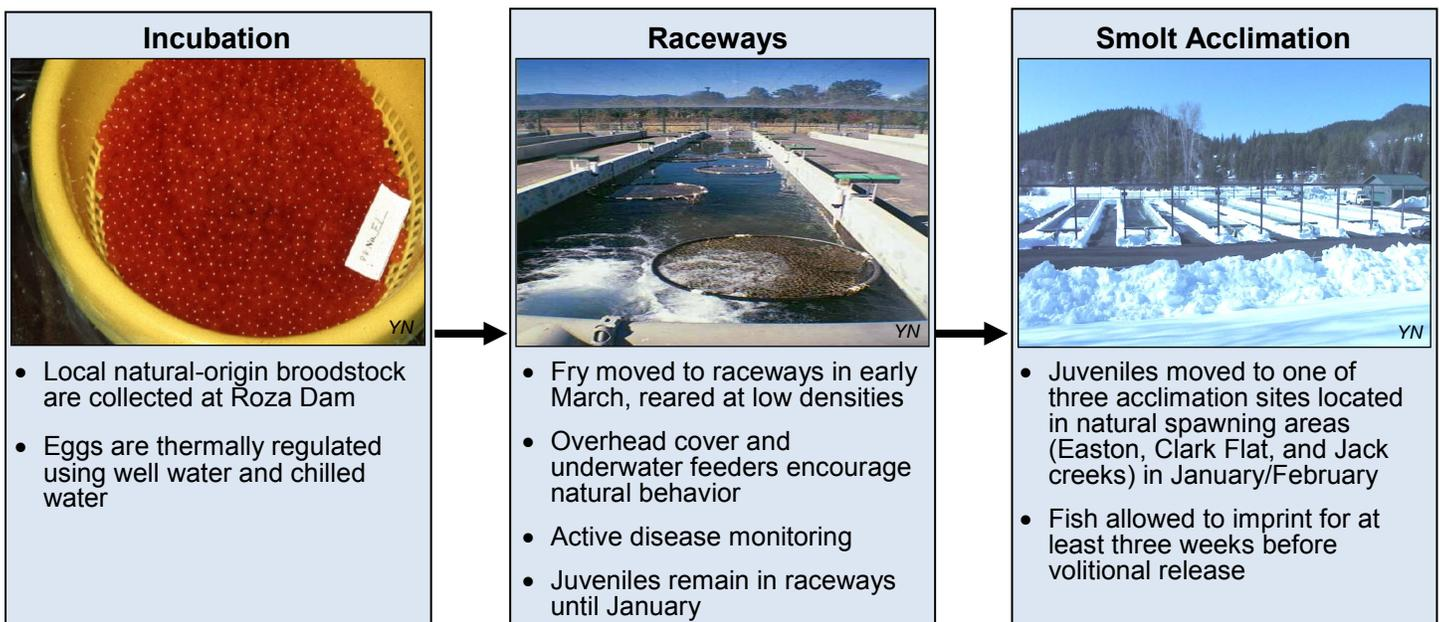 Incubation
YN
• Local natural-origin broodstock
are collected at Roza Dam
• Eggs are thermally regulated
using well water and chilled
water
Raceways
YN
• Fry moved to raceways in early
March, reared at low densities
• Overhead cover and
underwater feeders encourage
natural behavior
• Active disease monitoring
• Juveniles remain in raceways
until January
Smolt Acclimation
YN
• Juveniles moved to one of
three acclimation sites located
in natural spawning areas
(Easton, Clark Flat, and Jack
creeks) in January/February
• Fish allowed to imprint for at
least three weeks before
volitional release